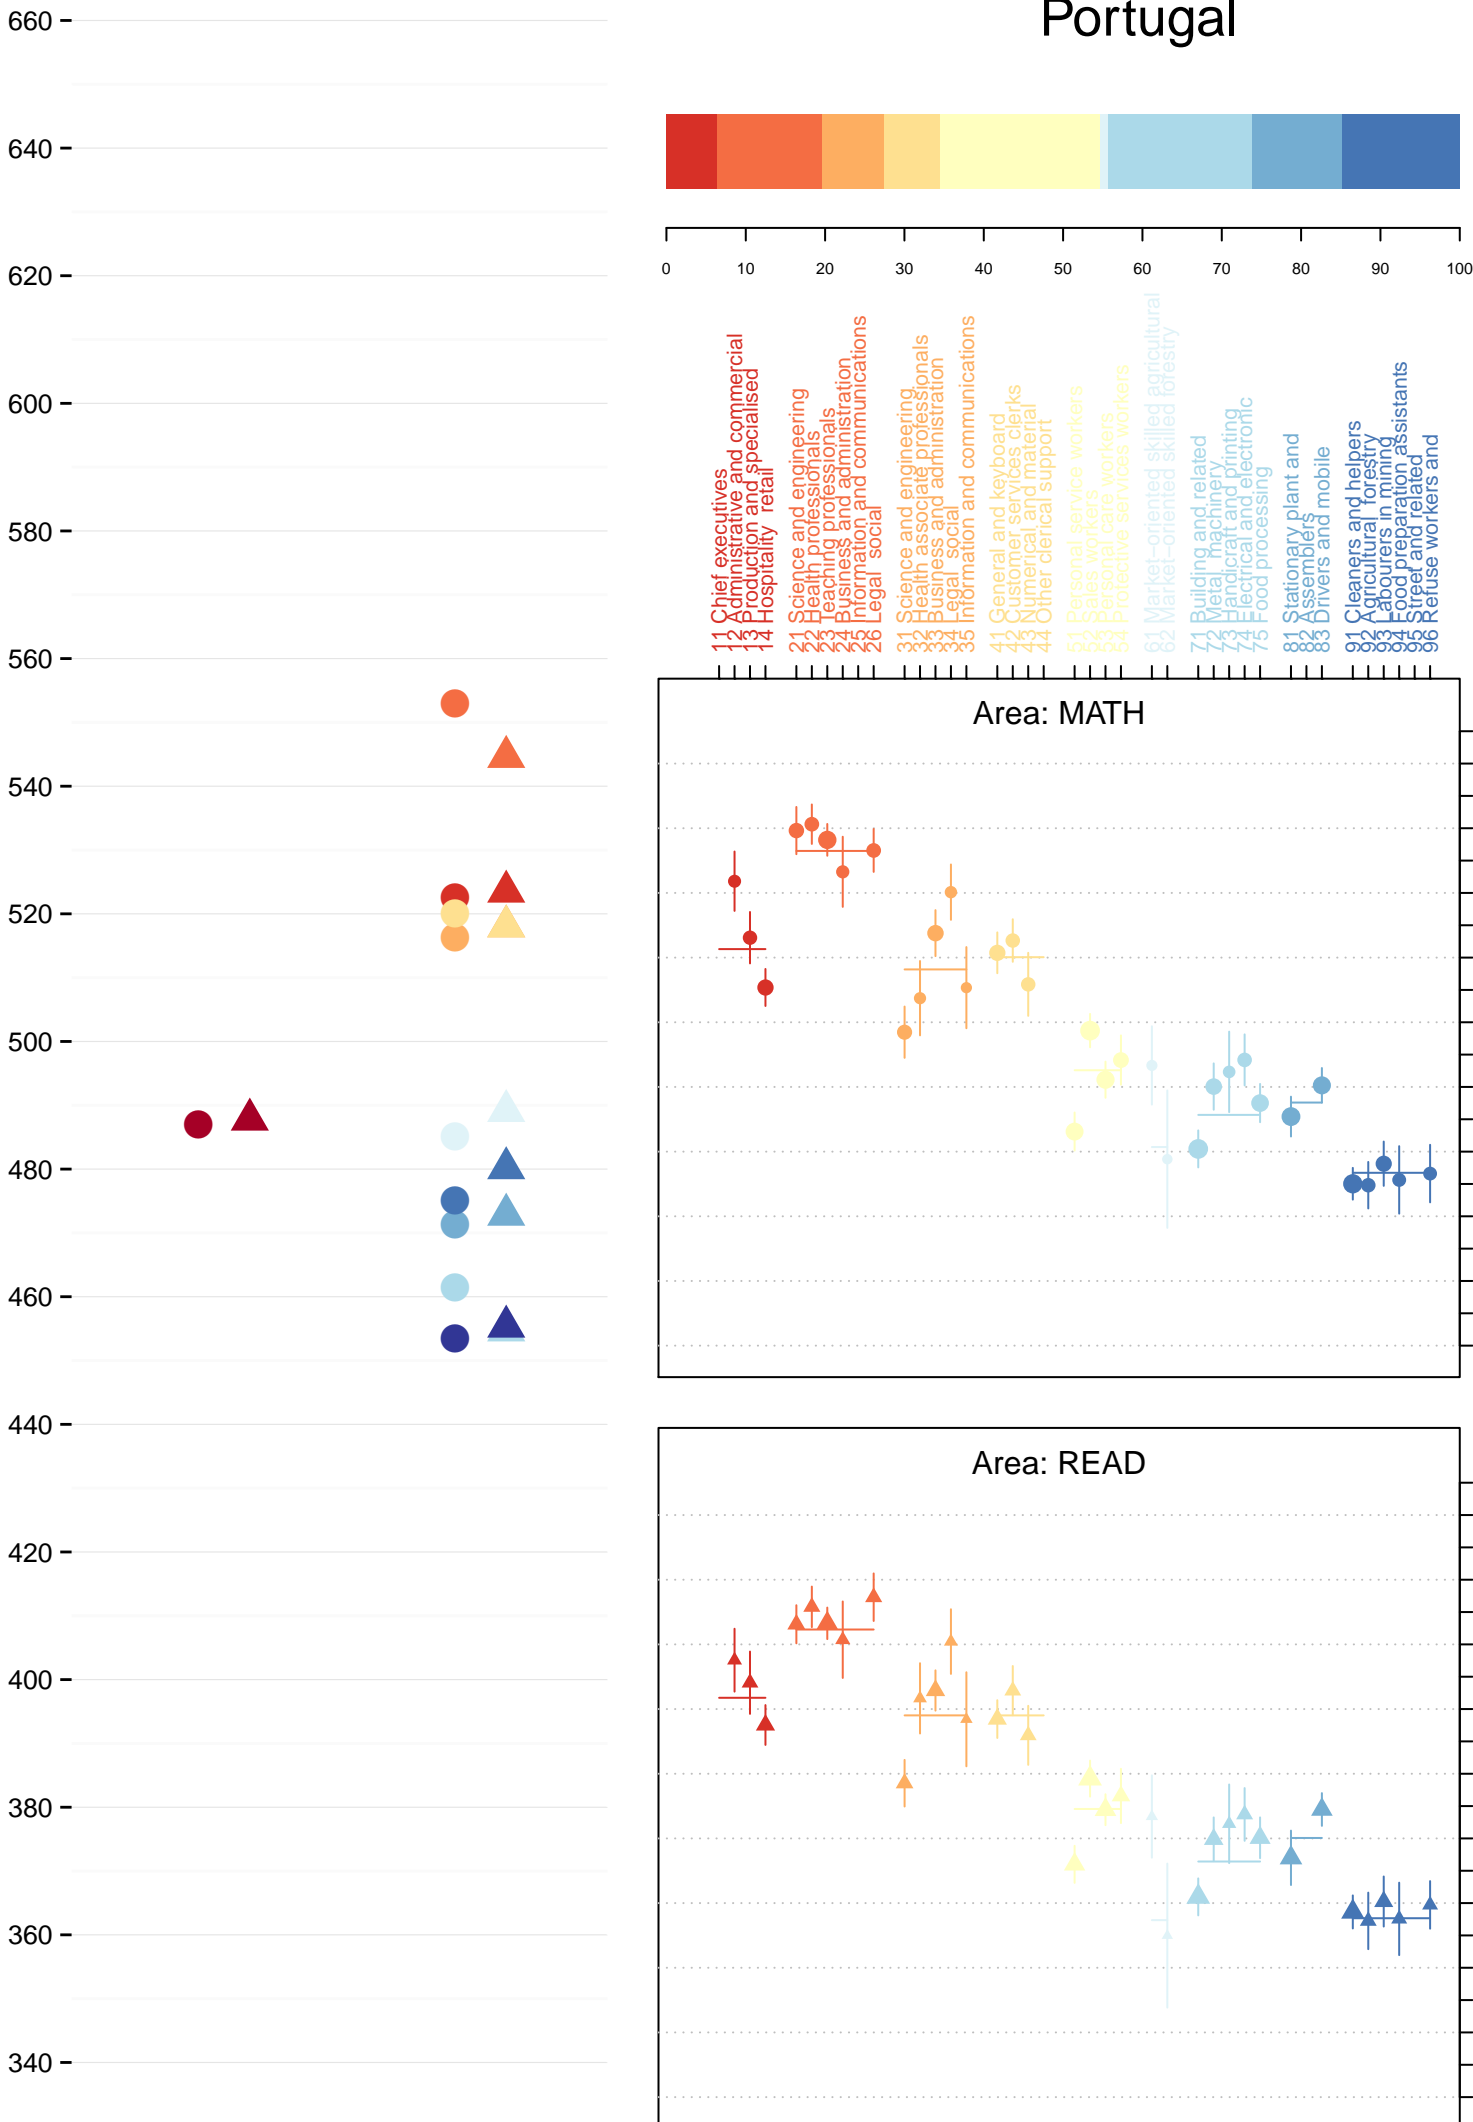 Portugal
660
640
620
600
580
560
540
520
500
480
460
440
420
400
380
360
340
0 10 20 30 40 50 60 70 80 90 100
11 Chief executives
12 Administrative and commercial
13 Production and specialised
14 Hospitality retail
21 Science and engineering
22 Health professionals
23 Teaching professionals
24 Business and administration
25 Information and communications
26 Legal social
31 Science and engineering
32 Health associate professionals
33 Business and administration
34 Legal social
35 Information and communications
41 General and keyboard
42 Customer services clerks
43 Numerical and material
44 Other clerical support
51 Personal service workers
52 Sales workers
53 Personal care workers
54 Protective services workers
61 Market−oriented skilled agricultural
62 Market−oriented skilled forestry
71 Building and related
72 Metal machinery
73 Handicraft and printing
74 Electrical and electronic
75 Food processing
81 Stationary plant and
82 Assemblers
83 Drivers and mobile
91 Cleaners and helpers
92 Agricultural forestry
93 Labourers in mining
94 Food preparation assistants
95 Street and related
96 Refuse workers and
Area: MATH
Area: READ